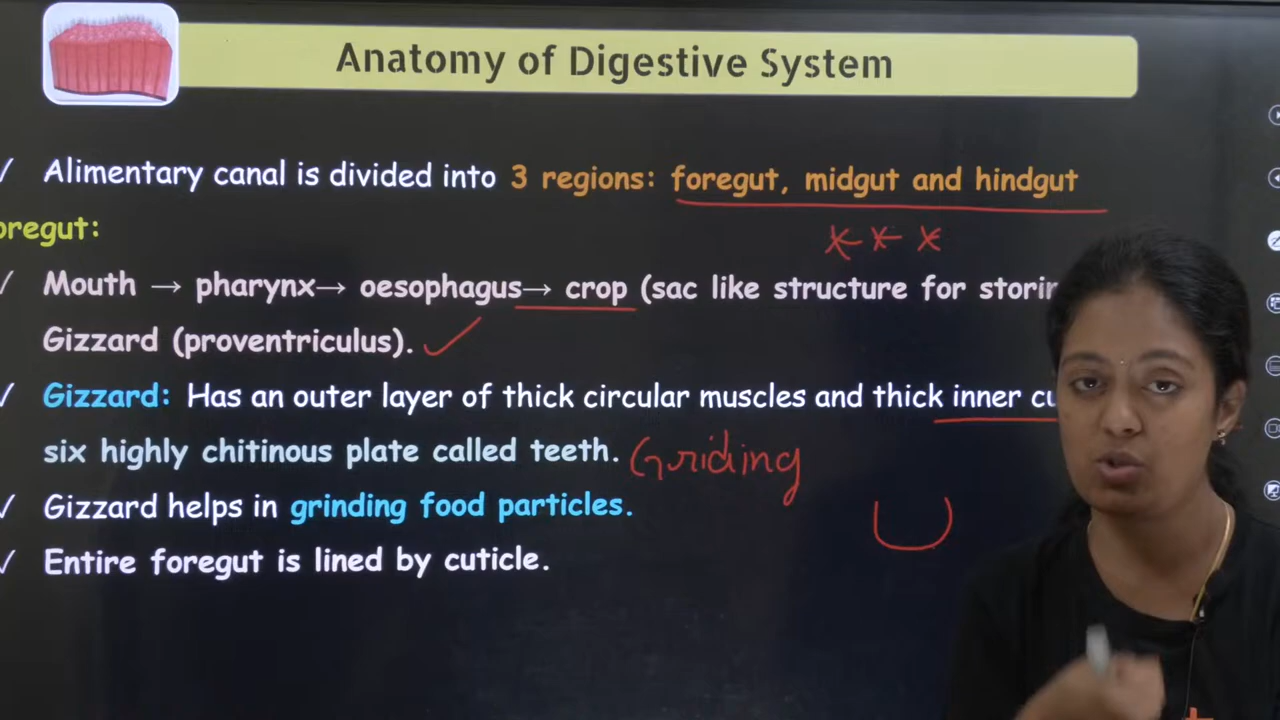 Anatomy of Digestive System
Alimentary canal is divided into 3 regions: foregut, midgut and hindgut
oregut:
Mouth → pharynx→ oesophagus→ crop (sac like structure for storin
Gizzard (proventriculus).
Gizzard: Has an outer layer of thick circular muscles and thick inner cu
six highly chitinous plate called teeth. Griding
Gizzard helps in grinding food particles.
Entire foregut is lined by cuticle.